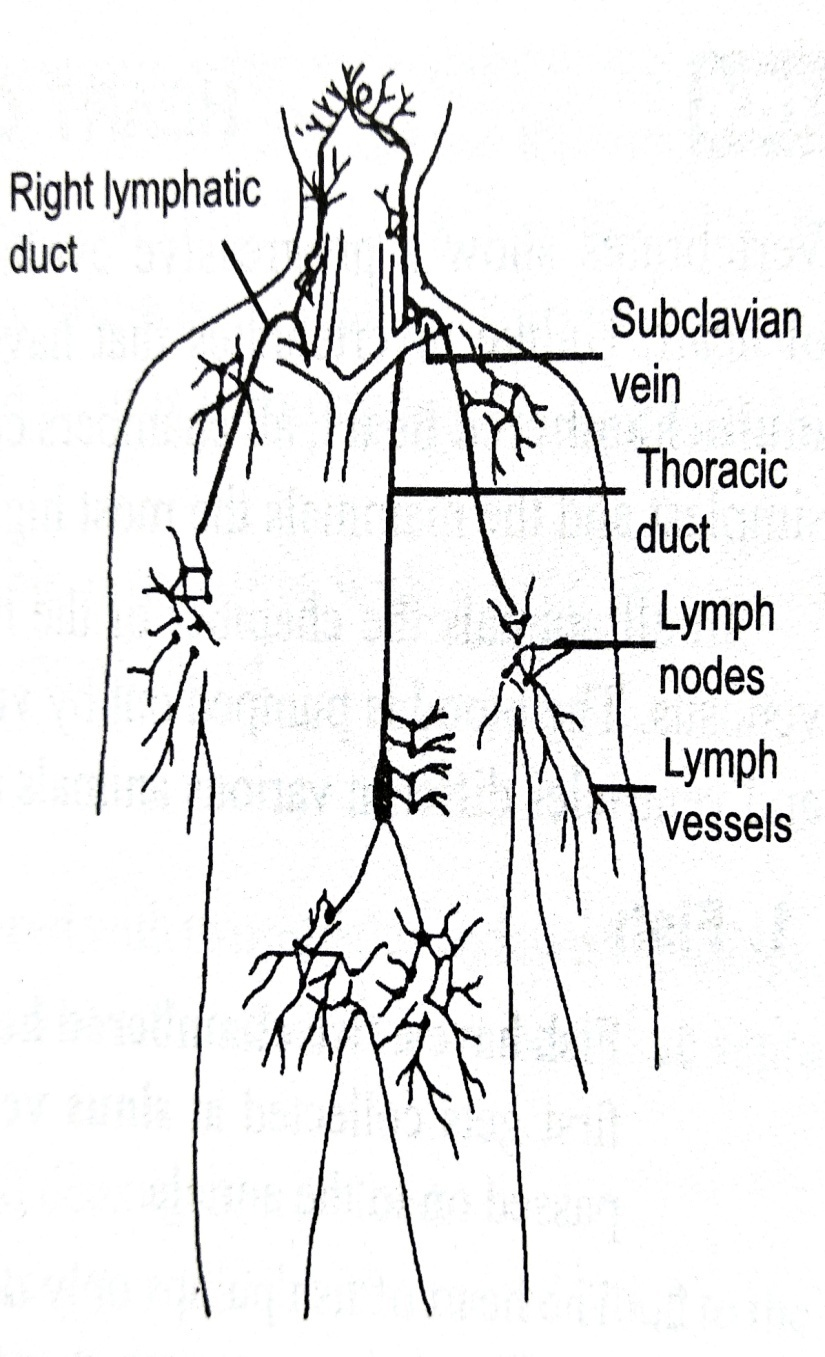 Right lymphatic
duct
Subclavian
vein
Thoracic
duct
Lymph
nodes
Lymph
vessels